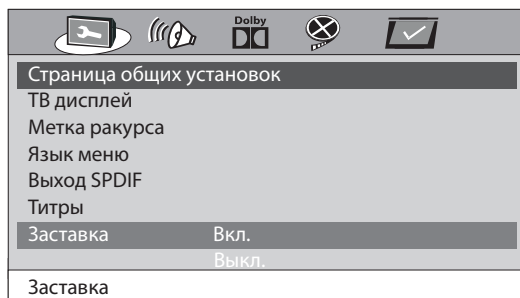 Dolby
Страница общих установок
ТВ дисплей
Метка ракурса
Язык меню
Выход SPDIF
Титры
Заставка Вкл.
Выкл.
Заставка